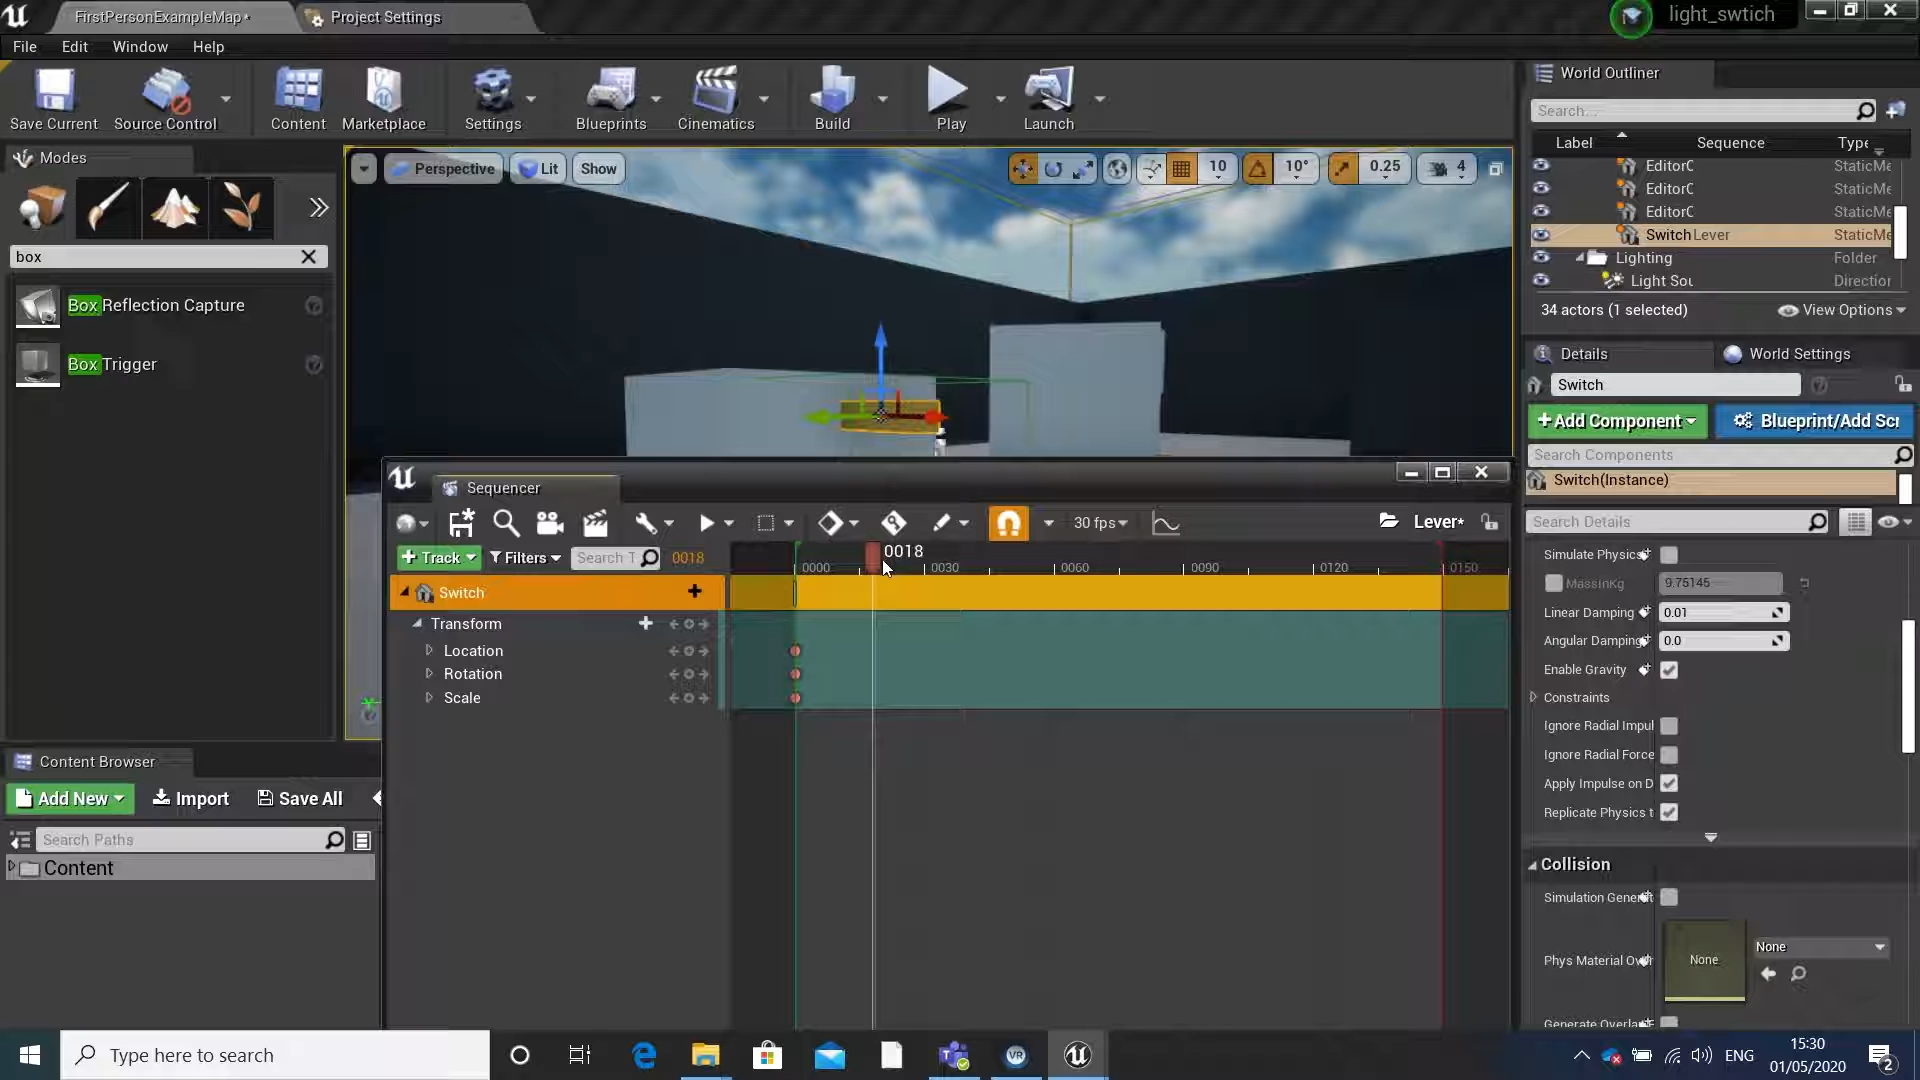 FirstPersonExampleMap*
Project Settings
light_swtich
File Edit Window Help
Save Current
Source Control
Content
Marketplace
Settings
Blueprints
Cinematics
Build
Play
Launch
Modes
box
Box Reflection Capture
Box Trigger
Perspective
Lit
Show
10
10°
0.25
4
World Outliner
Search...
Label Sequence Type
EditorC StaticMe
EditorC StaticMe
EditorC StaticMe
Switch Lever StaticMe
Lighting Folder
Light Sou Direction
34 actors (1 selected)
View Options
Details
World Settings
Switch
+Add Component
Blueprint/Add Scr
Search Components
Switch(Instance)
Search Details
Simulate Physics
MassInKg 9.75145
Linear Damping 0.01
Angular Damping 0.0
Enable Gravity
Constraints
Ignore Radial Impul
Ignore Radial Force
Apply Impulse on D
Replicate Physics t
Collision
Simulation Generat
Phys Material Over
None
None
Generate Overlap E
Sequencer
30 fps
Lever*
+ Track
Filters
Search T
0018
0018
0000 0030 0060 0090 0120 0150
Switch
Transform
Location
Rotation
Scale
Content Browser
Add New
Import
Save All
Search Paths
Content
Type here to search
VR
ENG
15:30
01/05/2020
2